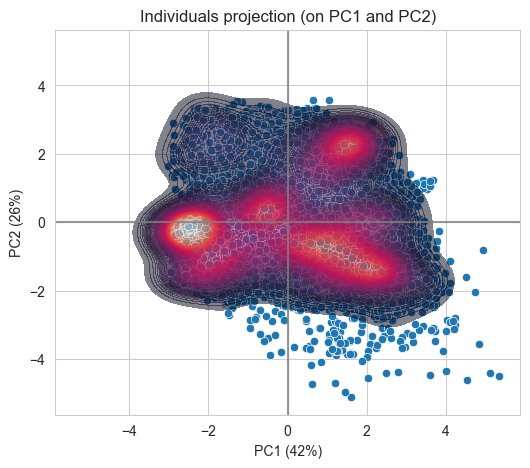 Individuals projection (on PC1 and PC2)
4
2
0
−2
−4
PC2 (26%)
−4 −2 0 2 4
PC1 (42%)